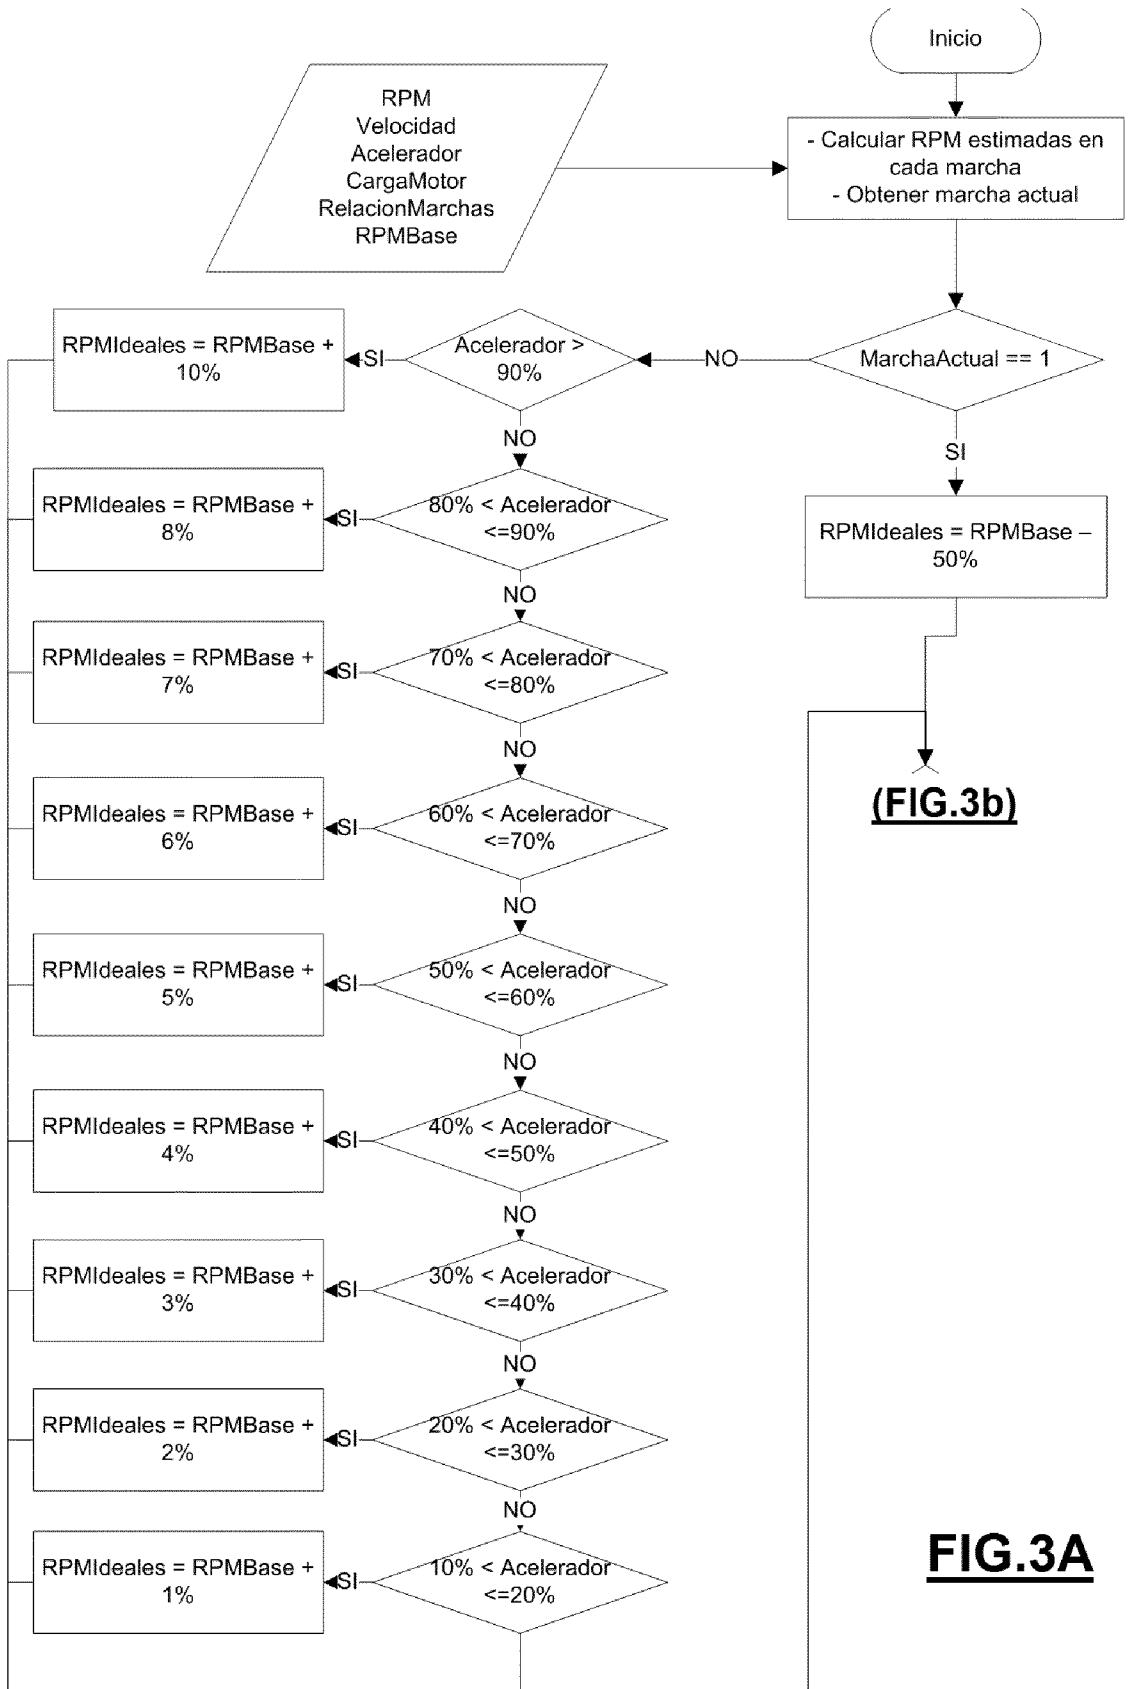 Inicio
RPM
Velocidad
Acelerador
CargaMotor
RelacionMarchas
RPMBase
- Calcular RPM estimadas en
cada marcha
- Obtener marcha actual
RPMIdeales = RPMBase +
10%
SI
Acelerador >
90%
NO
MarchaActual == 1
NO
SI
RPMIdeales = RPMBase +
8%
SI
80% < Acelerador
<=90%
RPMIdeales = RPMBase –
50%
NO
RPMIdeales = RPMBase +
7%
SI
70% < Acelerador
<=80%
NO
(FIG.3b)
RPMIdeales = RPMBase +
6%
SI
60% < Acelerador
<=70%
NO
RPMIdeales = RPMBase +
5%
SI
50% < Acelerador
<=60%
NO
RPMIdeales = RPMBase +
4%
SI
40% < Acelerador
<=50%
NO
RPMIdeales = RPMBase +
3%
SI
30% < Acelerador
<=40%
NO
RPMIdeales = RPMBase +
2%
SI
20% < Acelerador
<=30%
NO
RPMIdeales = RPMBase +
1%
SI
10% < Acelerador
<=20%
FIG.3A